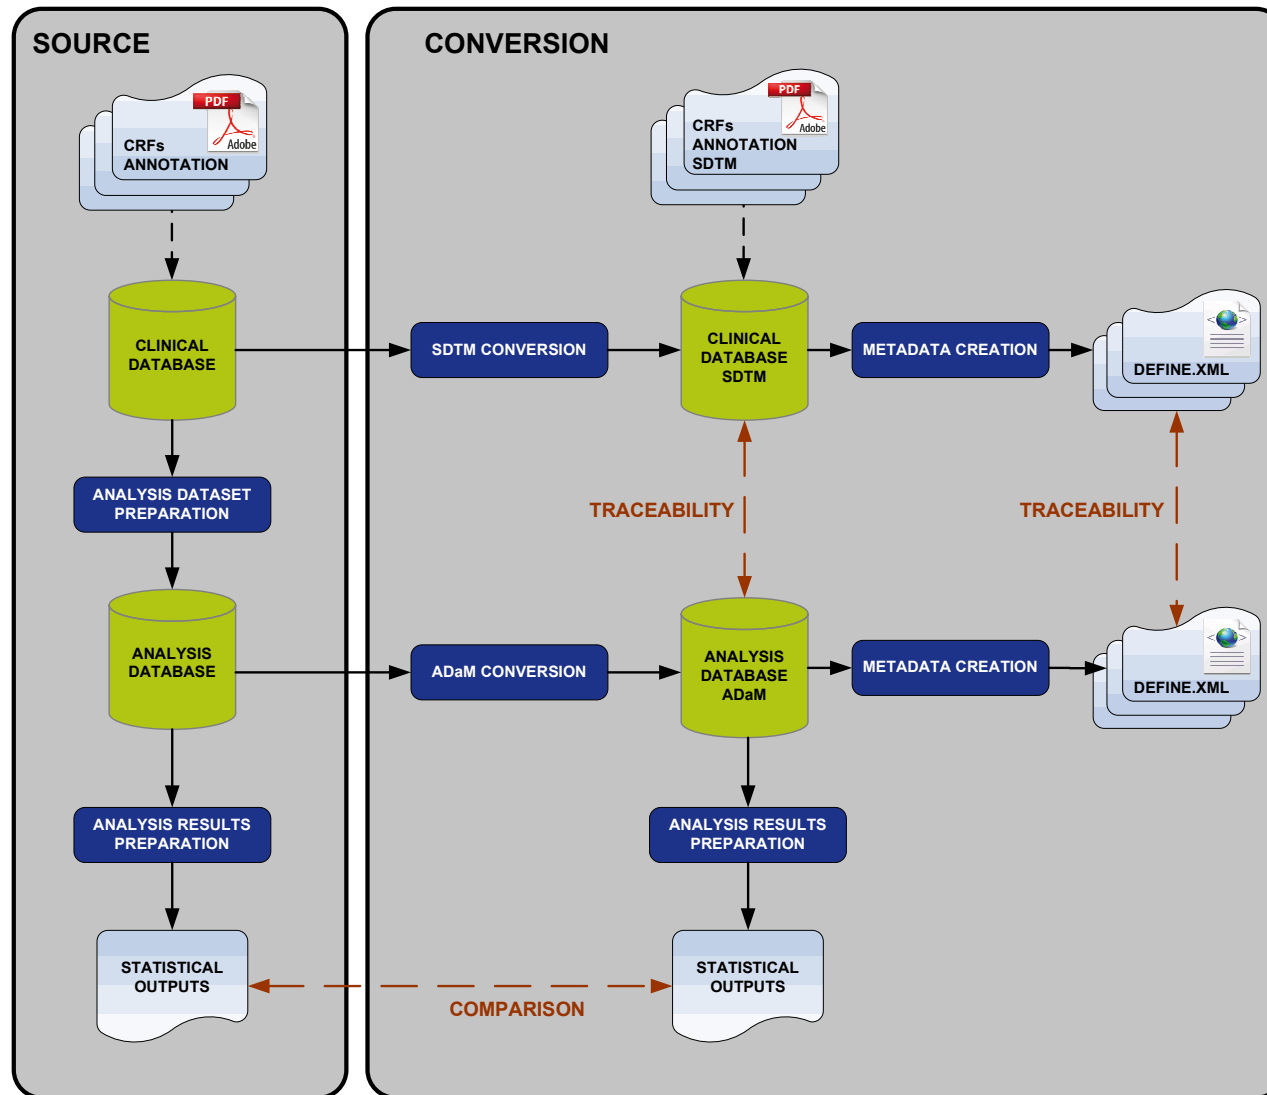 SOURCE
CONVERSION
PDF
Adobe
CRFs
ANNOTATION
PDF
Adobe
CRFs
ANNOTATION
SDTM
CLINICAL
DATABASE
SDTM CONVERSION
CLINICAL
DATABASE
SDTM
METADATA CREATION
DEFINE.XML
ANALYSIS DATASET
PREPARATION
TRACEABILITY
TRACEABILITY
ANALYSIS
DATABASE
ADaM CONVERSION
ANALYSIS
DATABASE
ADaM
METADATA CREATION
DEFINE.XML
ANALYSIS RESULTS
PREPARATION
ANALYSIS RESULTS
PREPARATION
STATISTICAL
OUTPUTS
COMPARISON
STATISTICAL
OUTPUTS